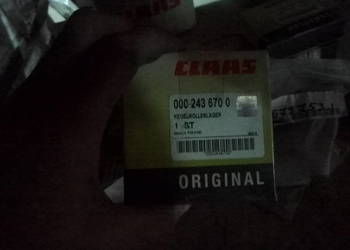 CLAAS
000 243 670 0
KEGELROLLENLAGER
1 ST
ORIGINAL